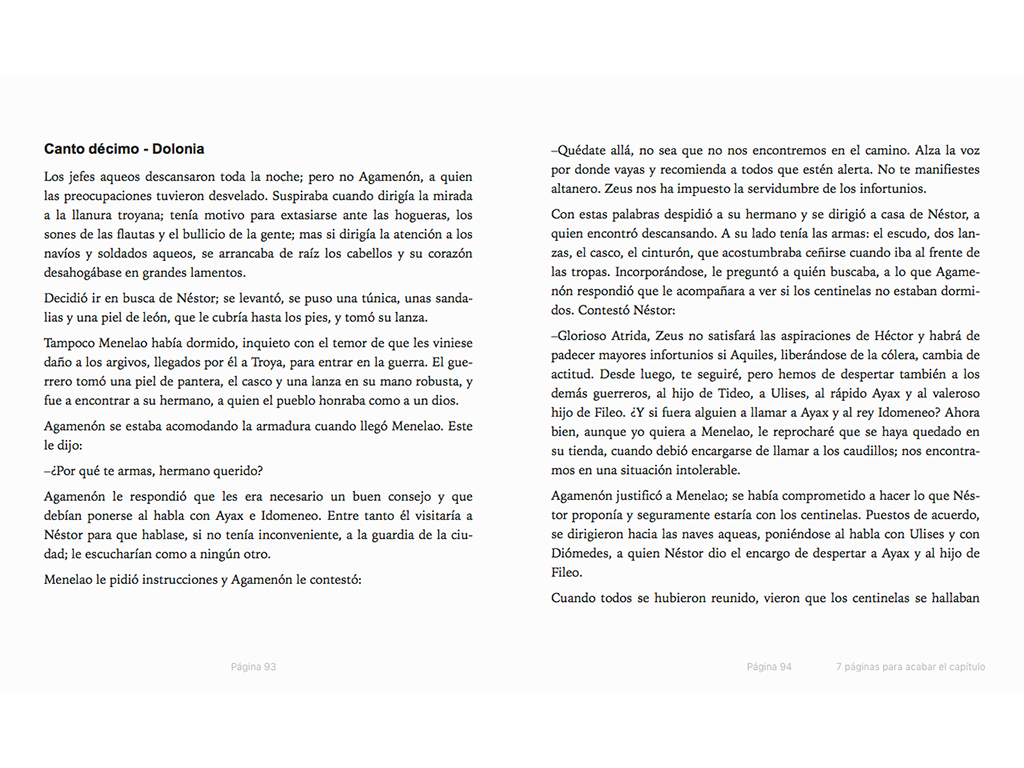 Canto décimo - Dolonia
Los jefes aqueos descansaron toda la noche; pero no Agamenón, a quien
las preocupaciones tuvieron desvelado. Suspiraba cuando dirigía la mirada
a la llanura troyana; tenía motivo para extasiarse ante las hogueras, los
sones de las flautas y el bullicio de la gente; mas si dirigía la atención a los
navíos y soldados aqueos, se arrancaba de raíz los cabellos y su corazón
desahogábase en grandes lamentos.
Decidió ir en busca de Néstor; se levantó, se puso una túnica, unas sanda-
lias y una piel de león, que le cubría hasta los pies, y tomó su lanza.
Tampoco Menelao había dormido, inquieto con el temor de que les viniese
daño a los argivos, llegados por él a Troya, para entrar en la guerra. El gue-
rrero tomó una piel de pantera, el casco y una lanza en su mano robusta, y
fue a encontrar a su hermano, a quien el pueblo honraba como a un dios.
Agamenón se estaba acomodando la armadura cuando llegó Menelao. Este
le dijo:
–¿Por qué te armas, hermano querido?
Agamenón le respondió que les era necesario un buen consejo y que
debían ponerse al habla con Ayax e Idomeneo. Entre tanto él visitaría a
Néstor para que hablase, si no tenía inconveniente, a la guardia de la ciu-
dad; le escucharían como a ningún otro.
Menelao le pidió instrucciones y Agamenón le contestó:
Página 93
–Quédate allá, no sea que no nos encontremos en el camino. Alza la voz
por donde vayas y recomienda a todos que estén alerta. No te manifiestes
altanero. Zeus nos ha impuesto la servidumbre de los infortunios.
Con estas palabras despidió a su hermano y se dirigió a casa de Néstor, a
quien encontró descansando. A su lado tenía las armas: el escudo, dos lan-
zas, el casco, el cinturón, que acostumbraba ceñirse cuando iba al frente de
las tropas. Incorporándose, le preguntó a quién buscaba, a lo que Agame-
nón respondió que le acompañara a ver si los centinelas no estaban dormi-
dos. Contestó Néstor:
–Glorioso Atrida, Zeus no satisfará las aspiraciones de Héctor y habrá de
padecer mayores infortunios si Aquiles, liberándose de la cólera, cambia de
actitud. Desde luego, te seguiré, pero hemos de despertar también a los
demás guerreros, al hijo de Tideo, a Ulises, al rápido Ayax y al valeroso
hijo de Fileo. ¿Y si fuera alguien a llamar a Ayax y al rey Idomeneo? Ahora
bien, aunque yo quiera a Menelao, le reprocharé que se haya quedado en
su tienda, cuando debió encargarse de llamar a los caudillos; nos encontra-
mos en una situación intolerable.
Agamenón justificó a Menelao; se había comprometido a hacer lo que Nés-
tor proponía y seguramente estaría con los centinelas. Puestos de acuerdo,
se dirigieron hacia las naves aqueas, poniéndose al habla con Ulises y con
Diómedes, a quien Néstor dio el encargo de despertar a Ayax y al hijo de
Fileo.
Cuando todos se hubieron reunido, vieron que los centinelas se hallaban
Página 94
7 páginas para acabar el capítulo